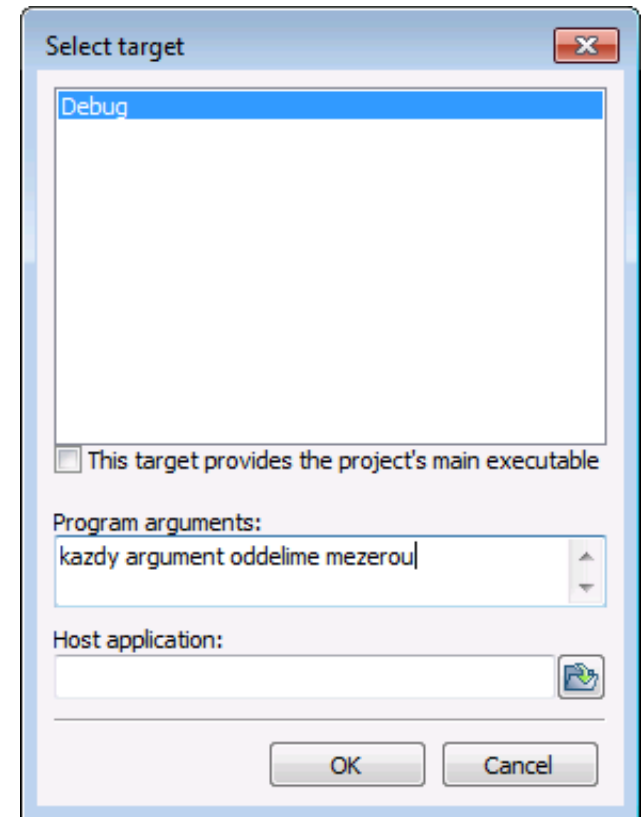 Select target
Debug
This target provides the project's main executable
Program arguments:
kazdy argument oddelime mezerou
Host application:
OK
Cancel